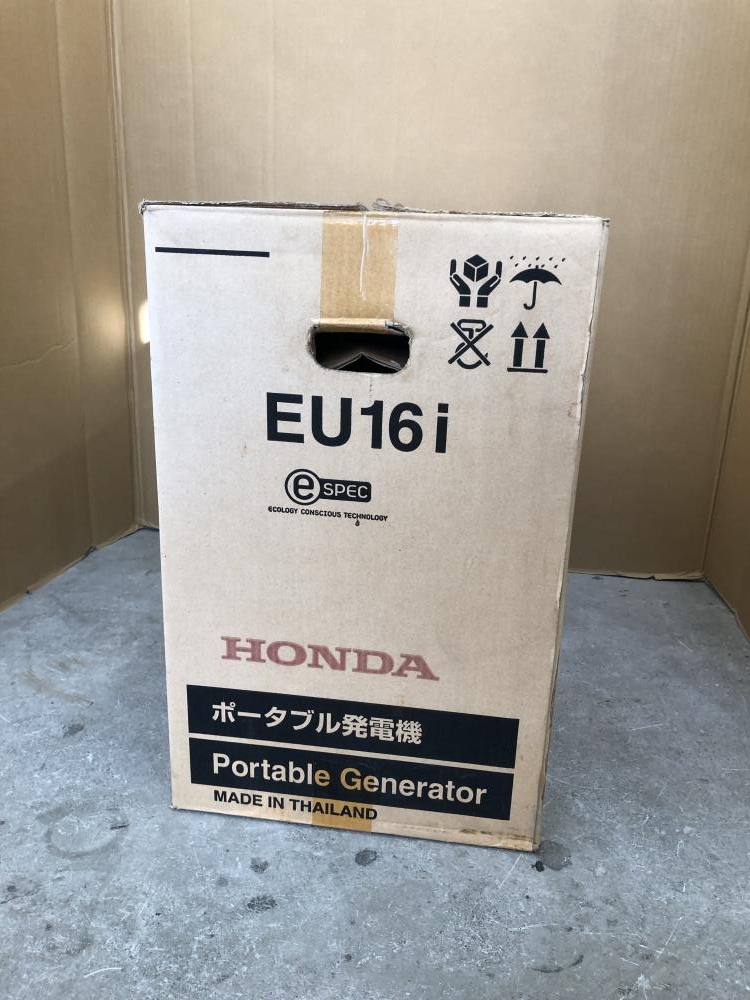 EU16i
e SPEC
ECOLOGY CONSCIOUS TECHNOLOGY
HONDA
ポータブル発電機
Portable Generator
MADE IN THAILAND